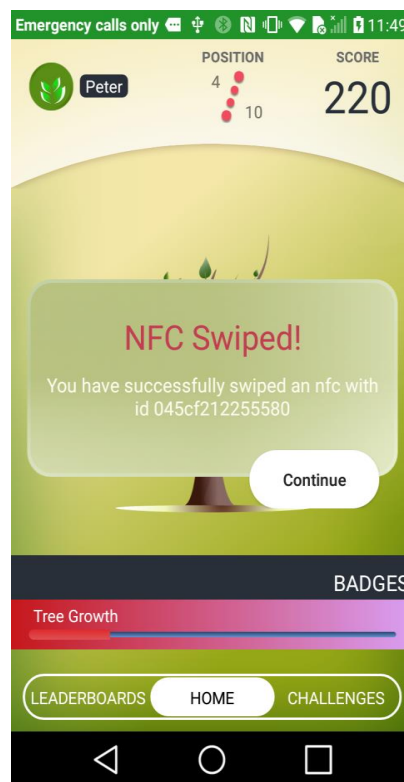 Emergency calls only 11:49
POSITION
SCORE
Peter
4
10
220
NFC Swiped!
You have successfully swiped an nfc with
id 045cf212255580
Continue
BADGES
Tree Growth
LEADERBOARDS
HOME
CHALLENGES